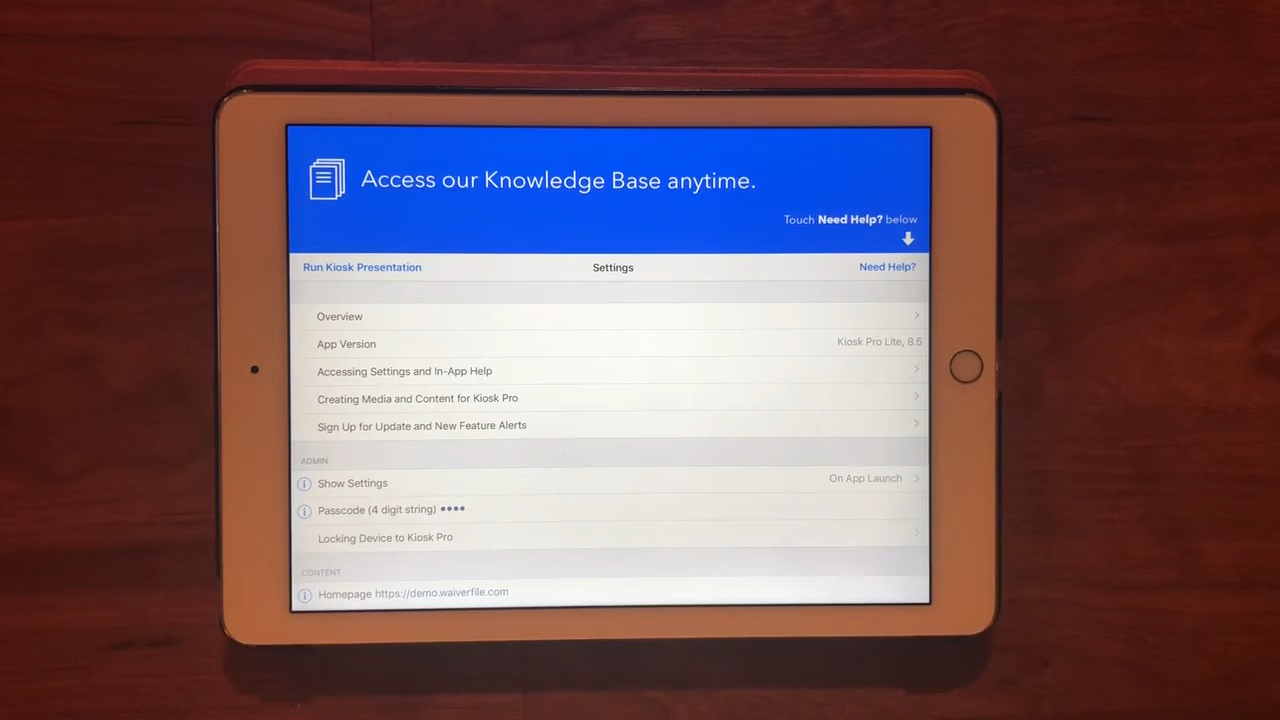 Access our Knowledge Base anytime.
Touch Need Help? below
Run Kiosk Presentation Settings Need Help?
Overview
App Version Kiosk Pro Lite, 8.5
Accessing Settings and In-App Help
Creating Media and Content for Kiosk Pro
Sign Up for Update and New Feature Alerts
ADMIN
Show Settings On App Launch
Passcode (4 digit string) ••••
Locking Device to Kiosk Pro
CONTENT
Homepage https://demo.waiverfile.com